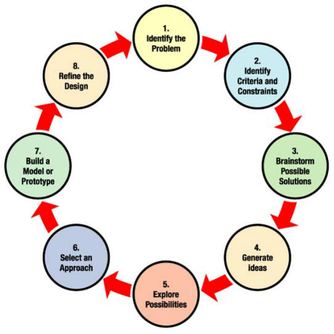 1.
Identify the
Problem
2.
Identify
Criteria and
Constraints
3.
Brainstorm
Possible
Solutions
4.
Generate
Ideas
5.
Explore
Possibilities
6.
Select an
Approach
7.
Build a
Model or
Prototype
8.
Refine the
Design